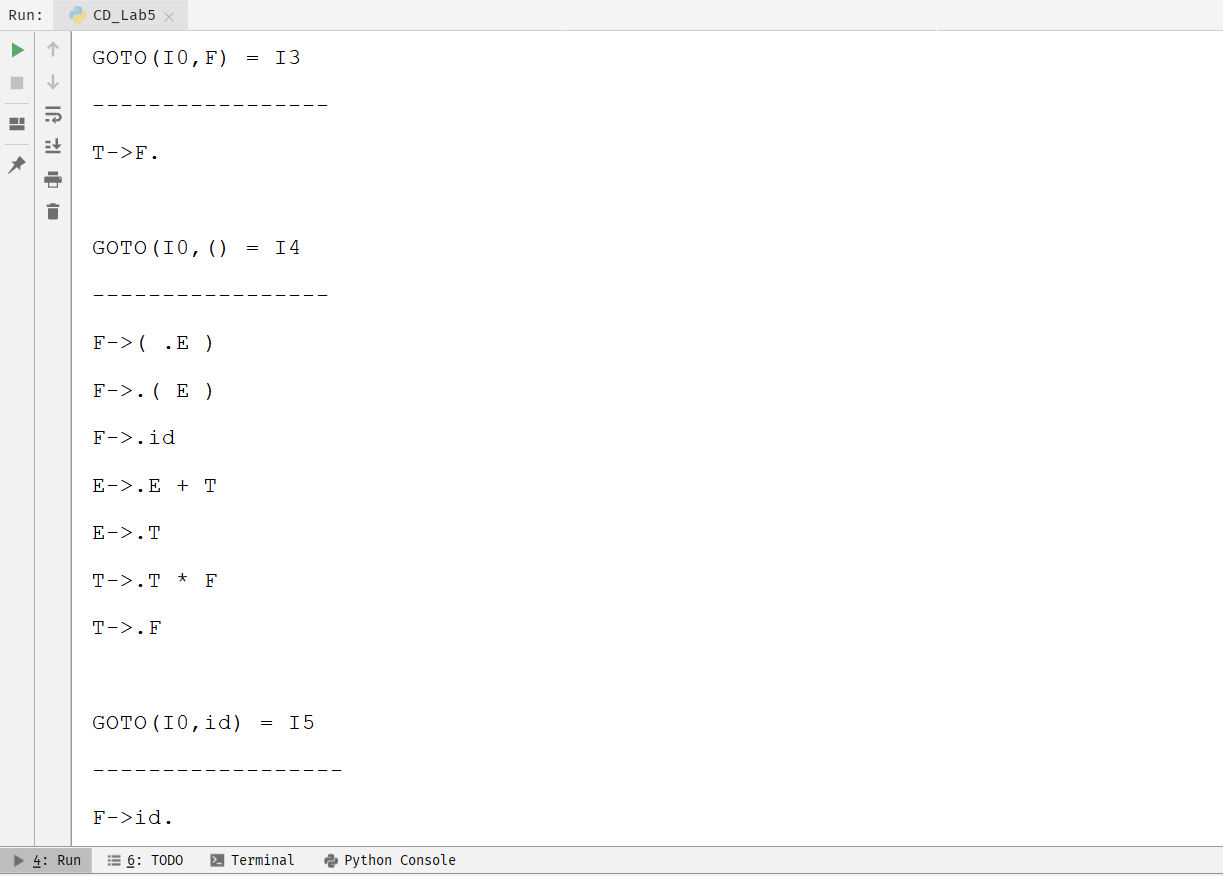 Run: CD_Lab5
GOTO(I0,F) = I3
-----------------
T->F.
GOTO(I0,() = I4
-----------------
F->( .E )
F->.( E )
F->.id
E->.E + T
E->.T
T->.T * F
T->.F
GOTO(I0,id) = I5
------------------
F->id.
4: Run 6: TODO Terminal Python Console